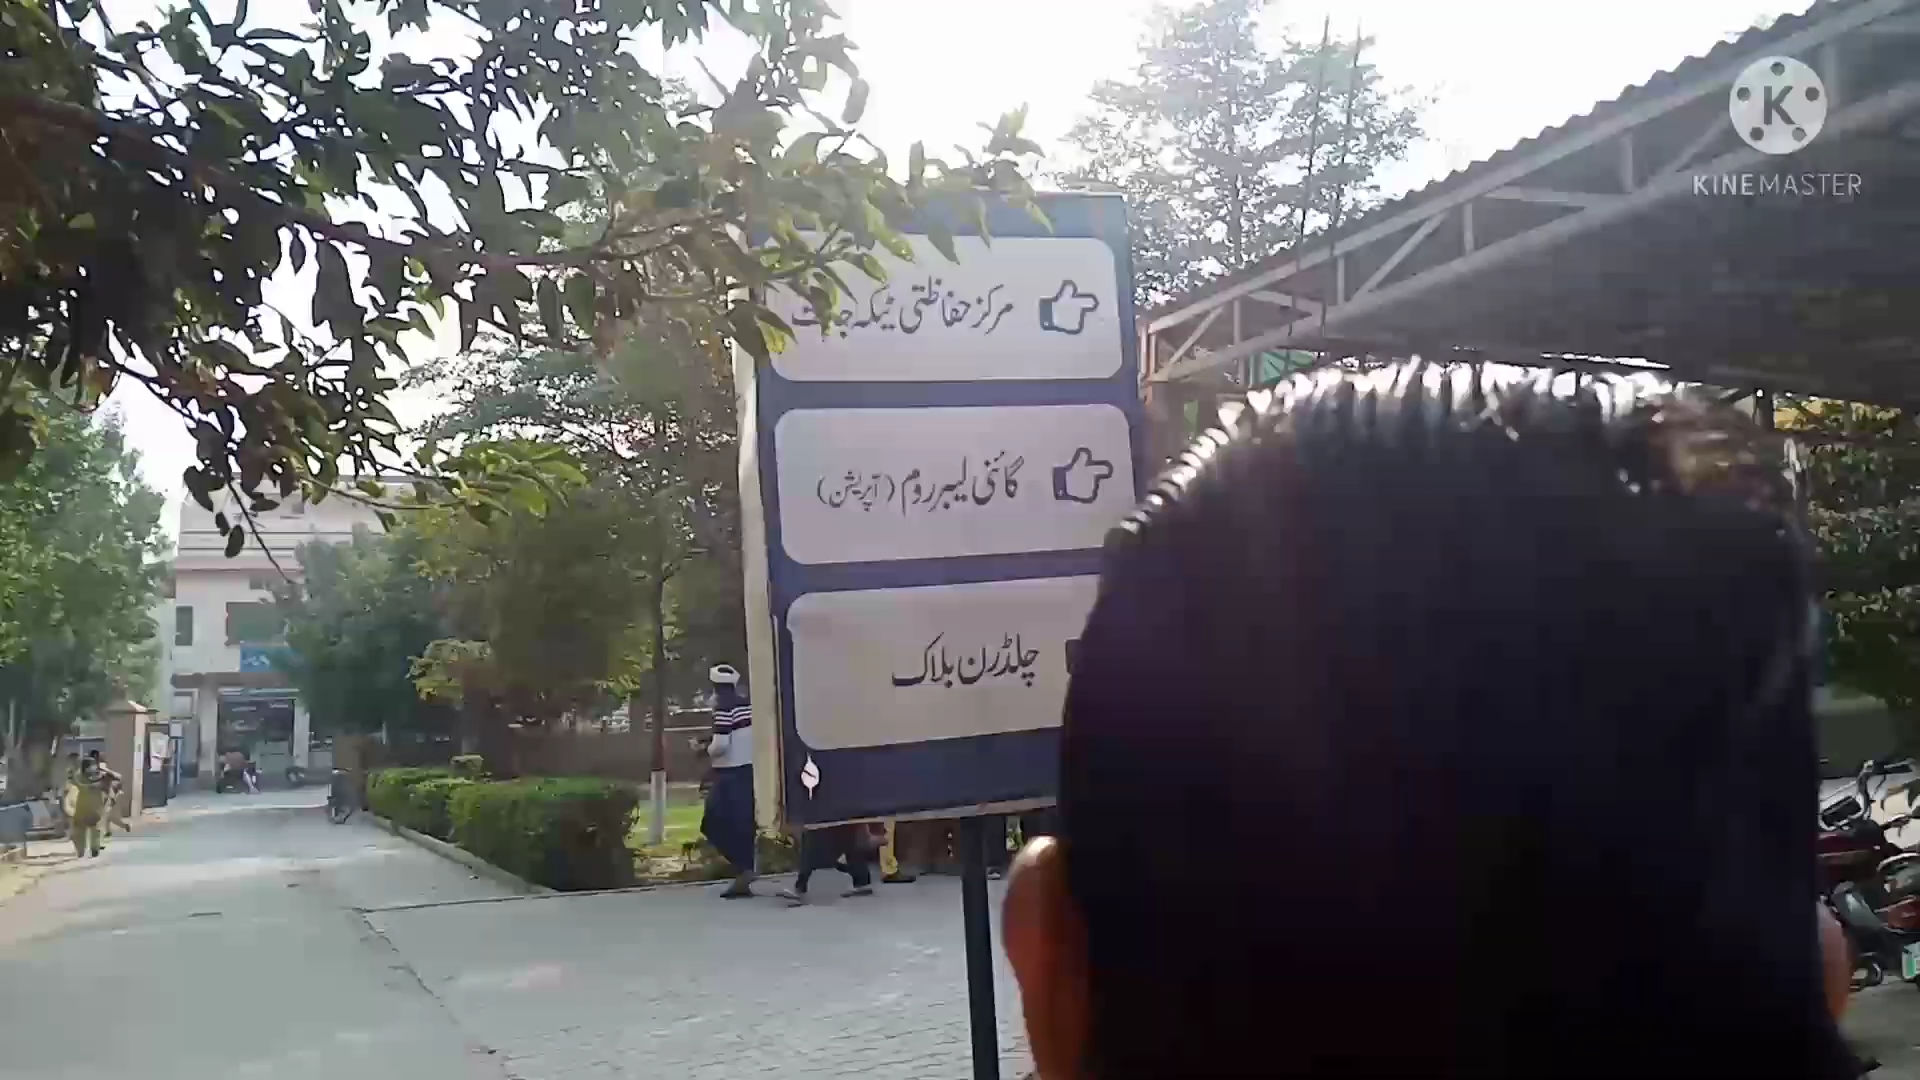 K
KINEMASTER
مرکز حفاظتی ٹیکہ جات
گائنی لیبر روم (آپریشن)
چلڈرن بلاک